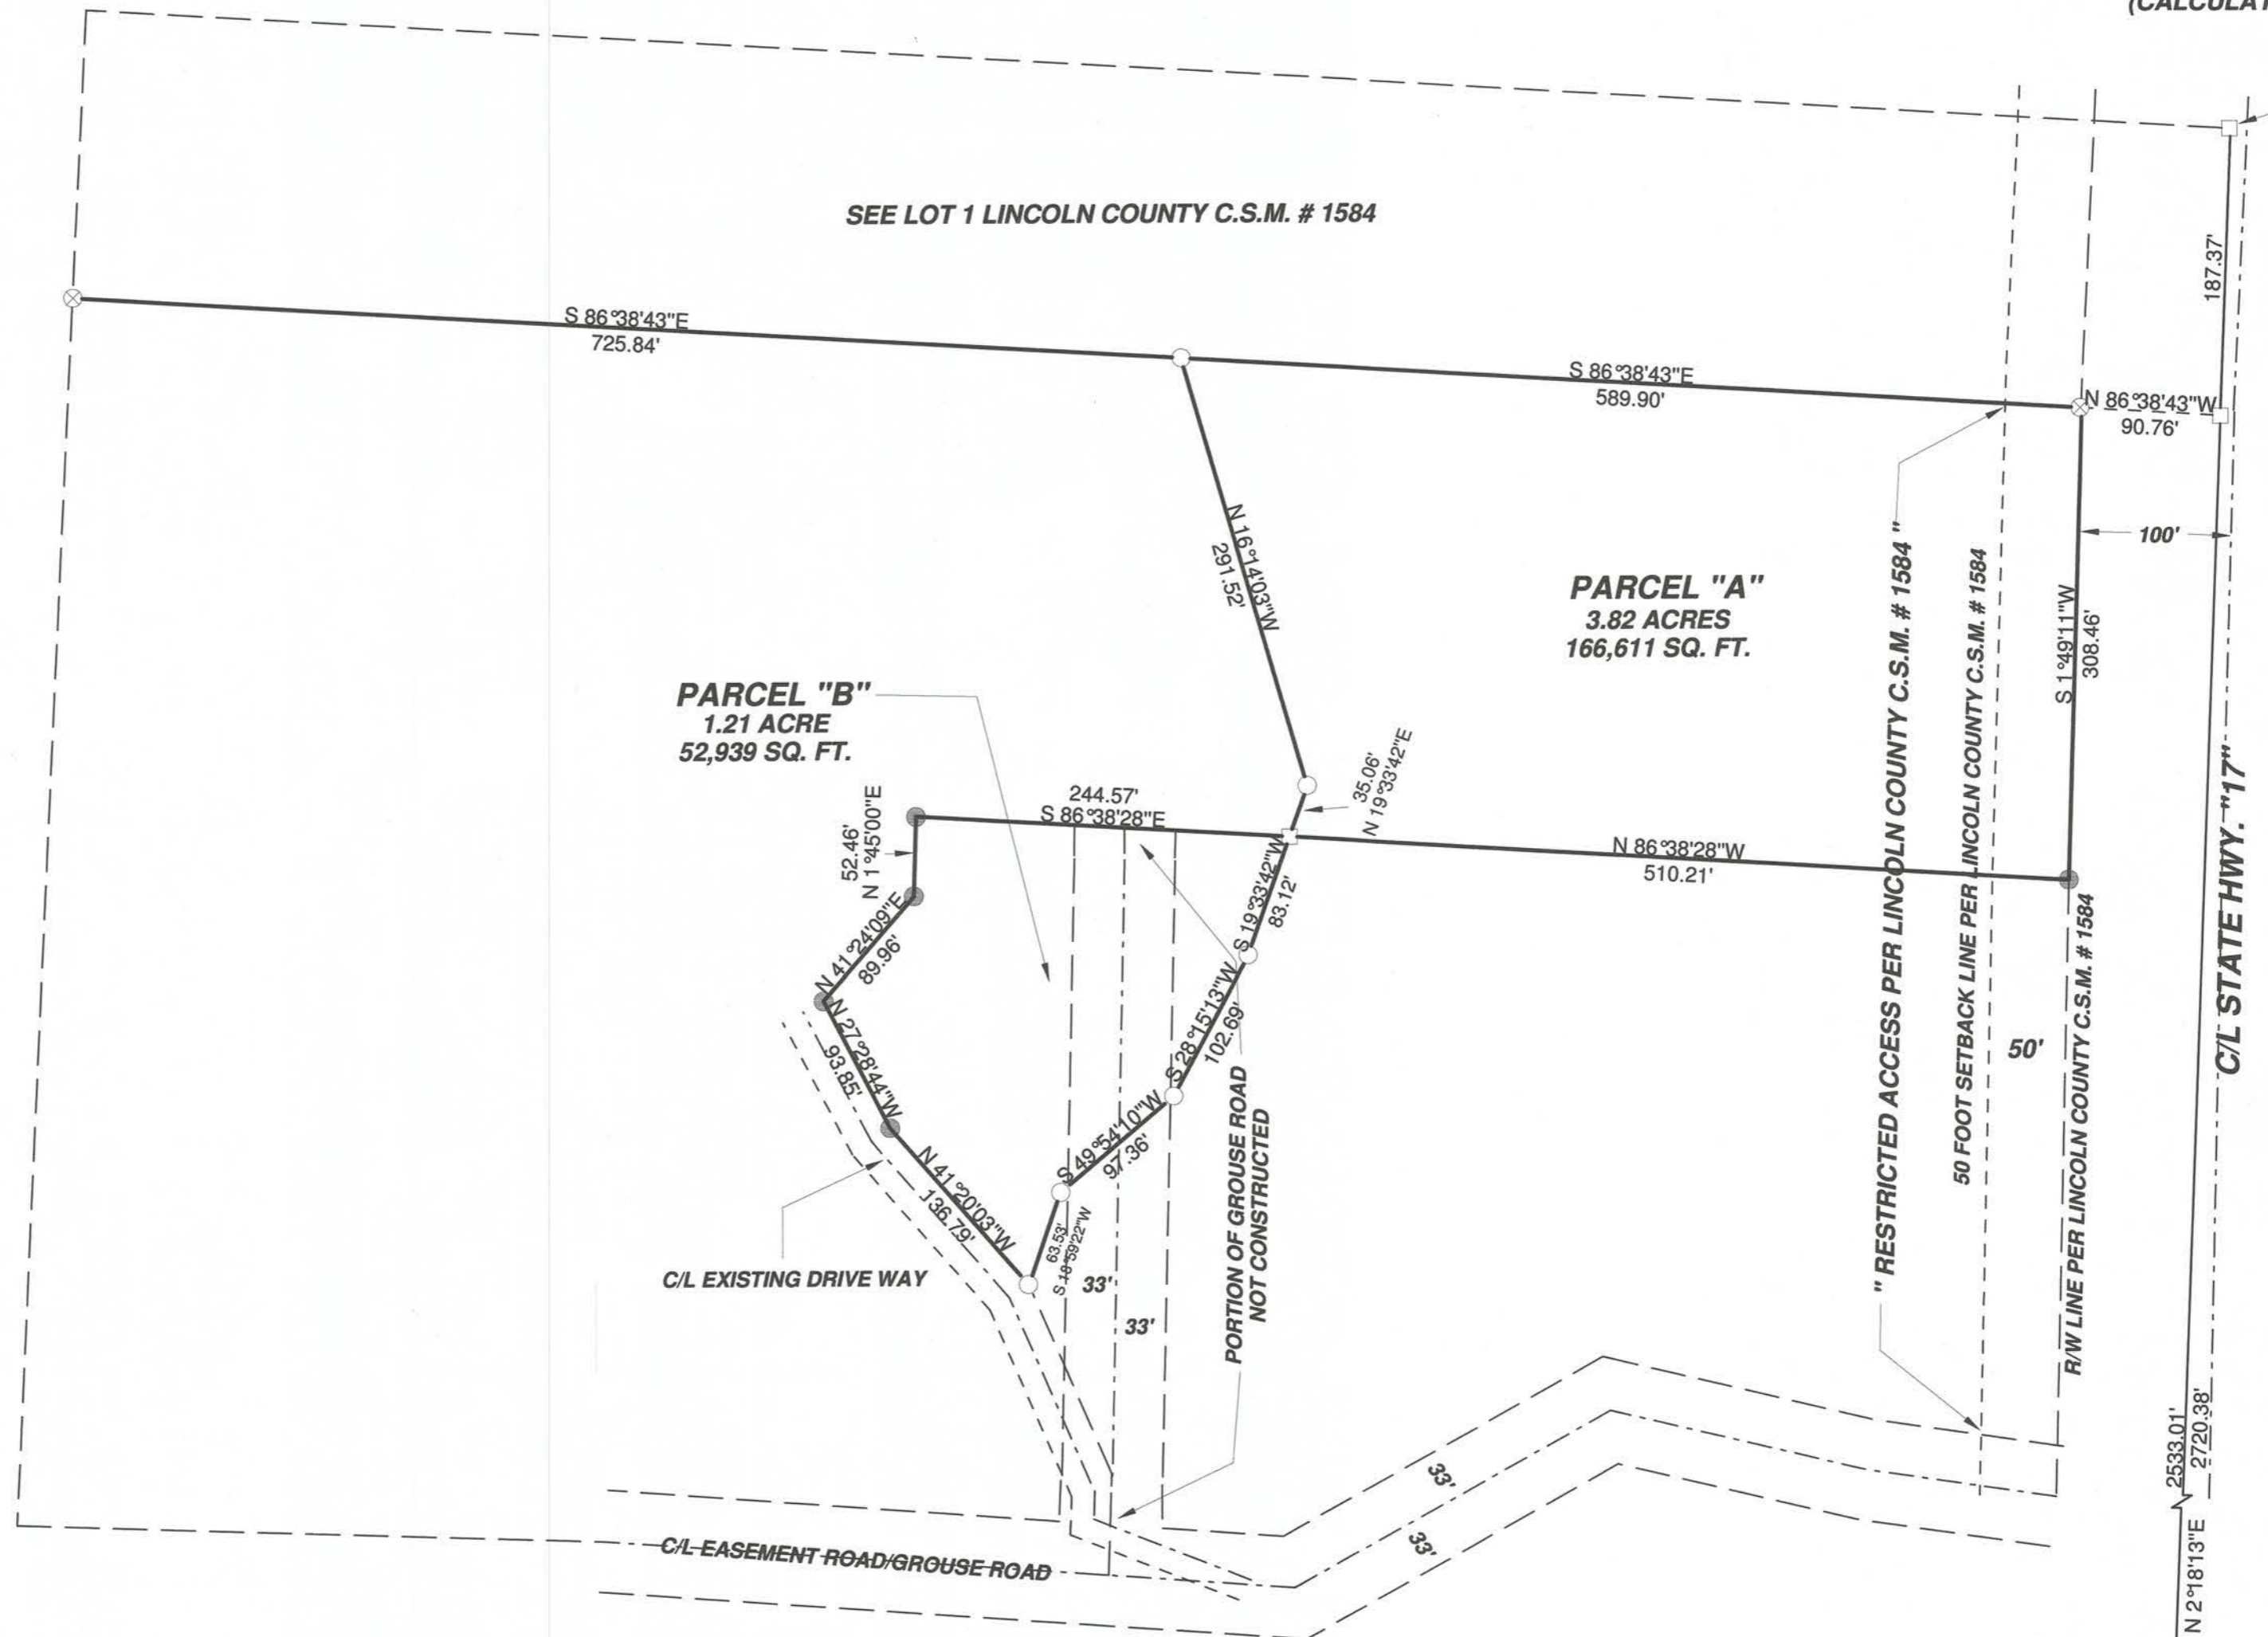 SEE LOT 1 LINCOLN COUNTY C.S.M. # 1584
187.37'
S 86°38'43"E
725.84'
S 86°38'43"E
589.90'
N 86°38'43"W
90.76'
100'
N 16°14'03"W
291.52'
PARCEL "A"
3.82 ACRES
166,611 SQ. FT.
S 1°49'11"W
308.46'
" RESTRICTED ACCESS PER LINCOLN COUNTY C.S.M. # 1584 "
50 FOOT SETBACK LINE PER LINCOLN COUNTY C.S.M. # 1584
50'
R/W LINE PER LINCOLN COUNTY C.S.M. # 1584
C/L STATE HWY. "17"
PARCEL "B"
1.21 ACRE
52,939 SQ. FT.
35.06'
N 19°33'42"E
244.57'
S 86°38'28"E
N 86°38'28"W
510.21'
52.46'
N 1°45'00"E
S 19°33'42"W
83.12'
N 41°24'09"E
89.96'
S 28°15'13"W
102.69'
N 27°28'44"W
93.85'
S 49°54'10"W
97.36'
N 41°20'03"W
136.79'
63.53'
33'
33'
PORTION OF GROUSE ROAD
NOT CONSTRUCTED
C/L EXISTING DRIVE WAY
33'
33'
C/L EASEMENT ROAD/GROUSE ROAD
2533.01'
2720.38'
N 2°18'13"E